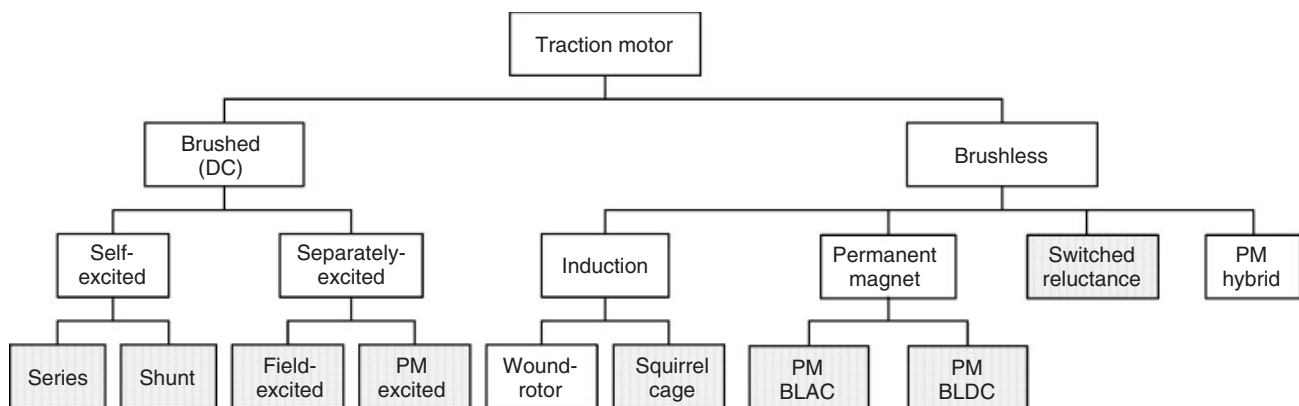 Traction motor
Brushed
(DC)
Brushless
Self-
excited
Separately-
excited
Induction
Permanent
magnet
Switched
reluctance
PM
hybrid
Series
Shunt
Field-
excited
PM
excited
Wound-
rotor
Squirrel
cage
PM
BLAC
PM
BLDC